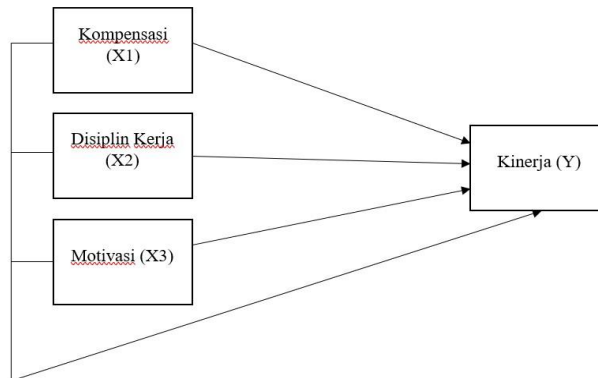 Kompensasi
(X1)
Disiplin Kerja
(X2)
Kinerja (Y)
Motivasi (X3)